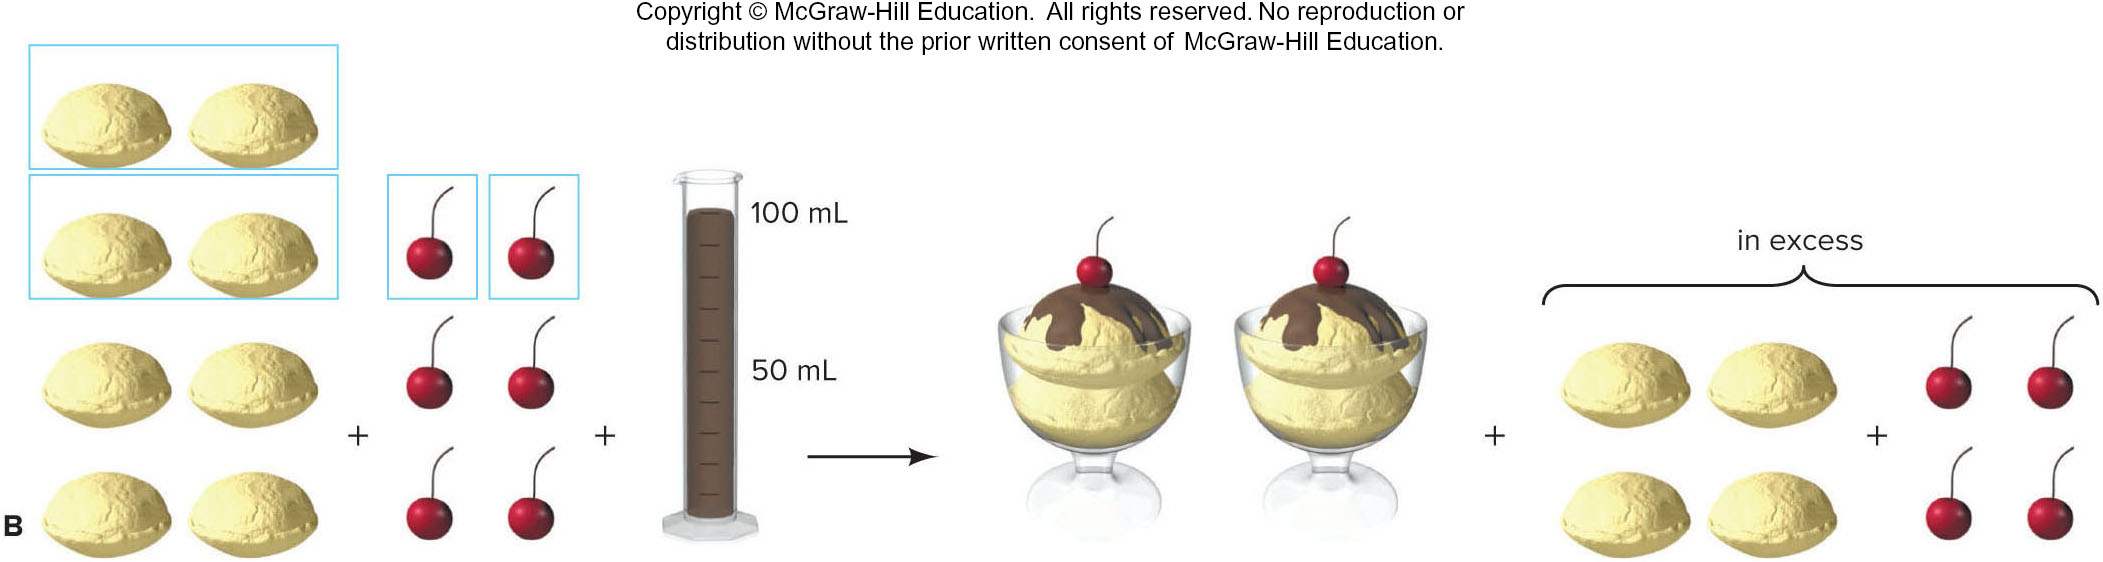 Copyright © McGraw-Hill Education. All rights reserved. No reproduction or
distribution without the prior written consent of McGraw-Hill Education.
100 mL
50 mL
in excess
+
+
+
+
B